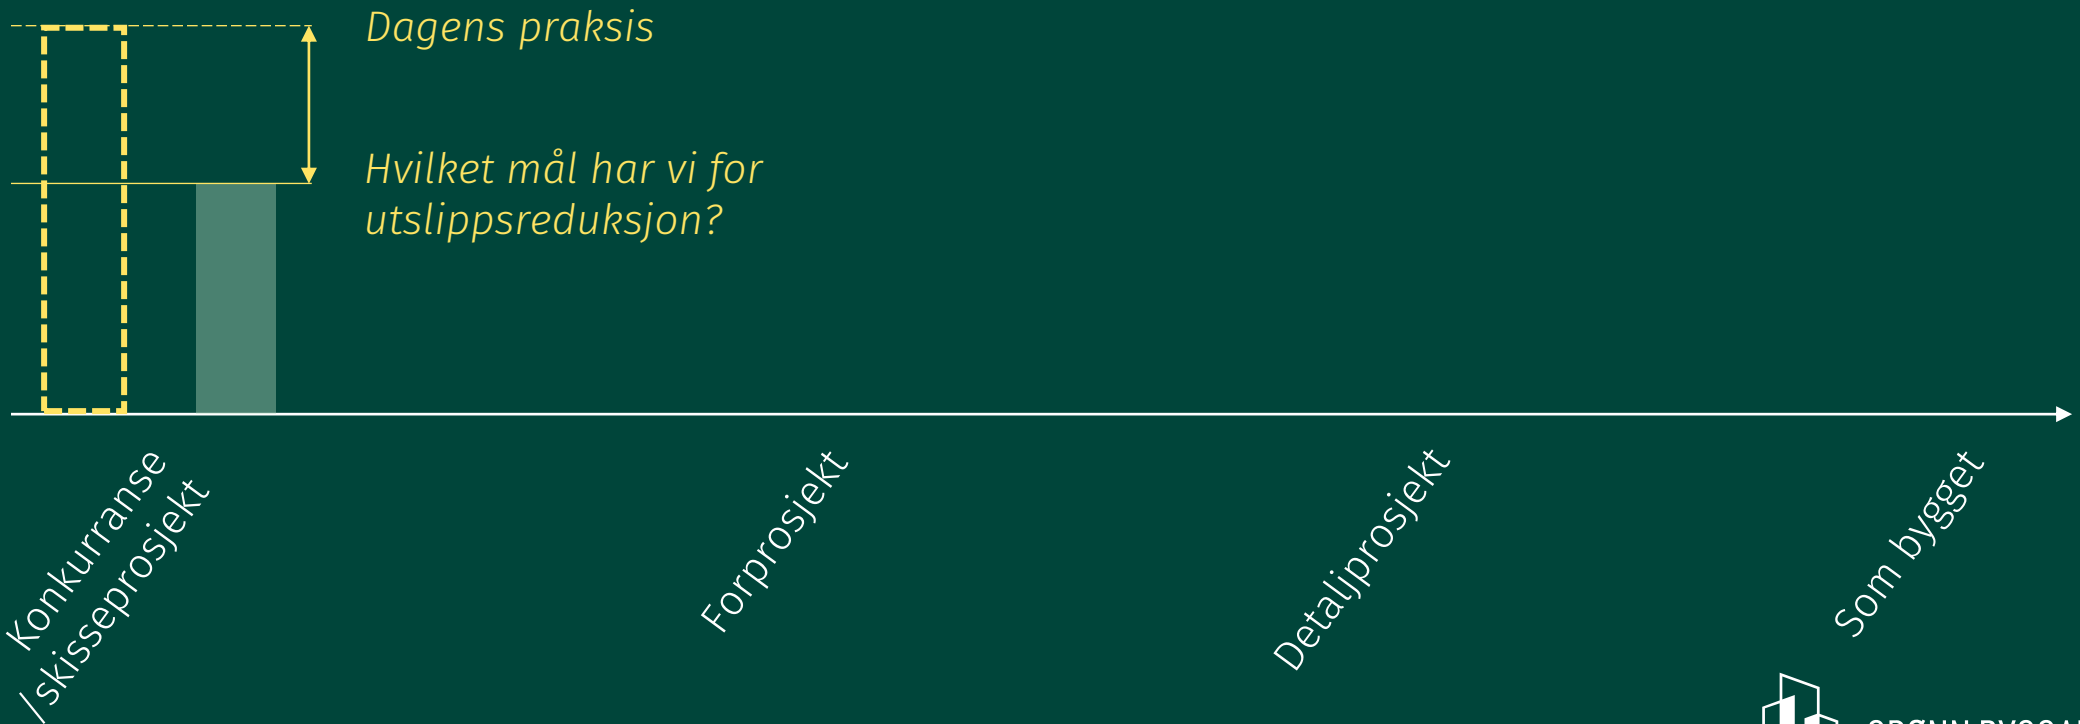 Dagens praksis
Hvilket mål har vi for
utslippsreduksjon?
Konkurranse
/skisseprosjekt
Forprosjekt
Detaljprosjekt
Som bygget